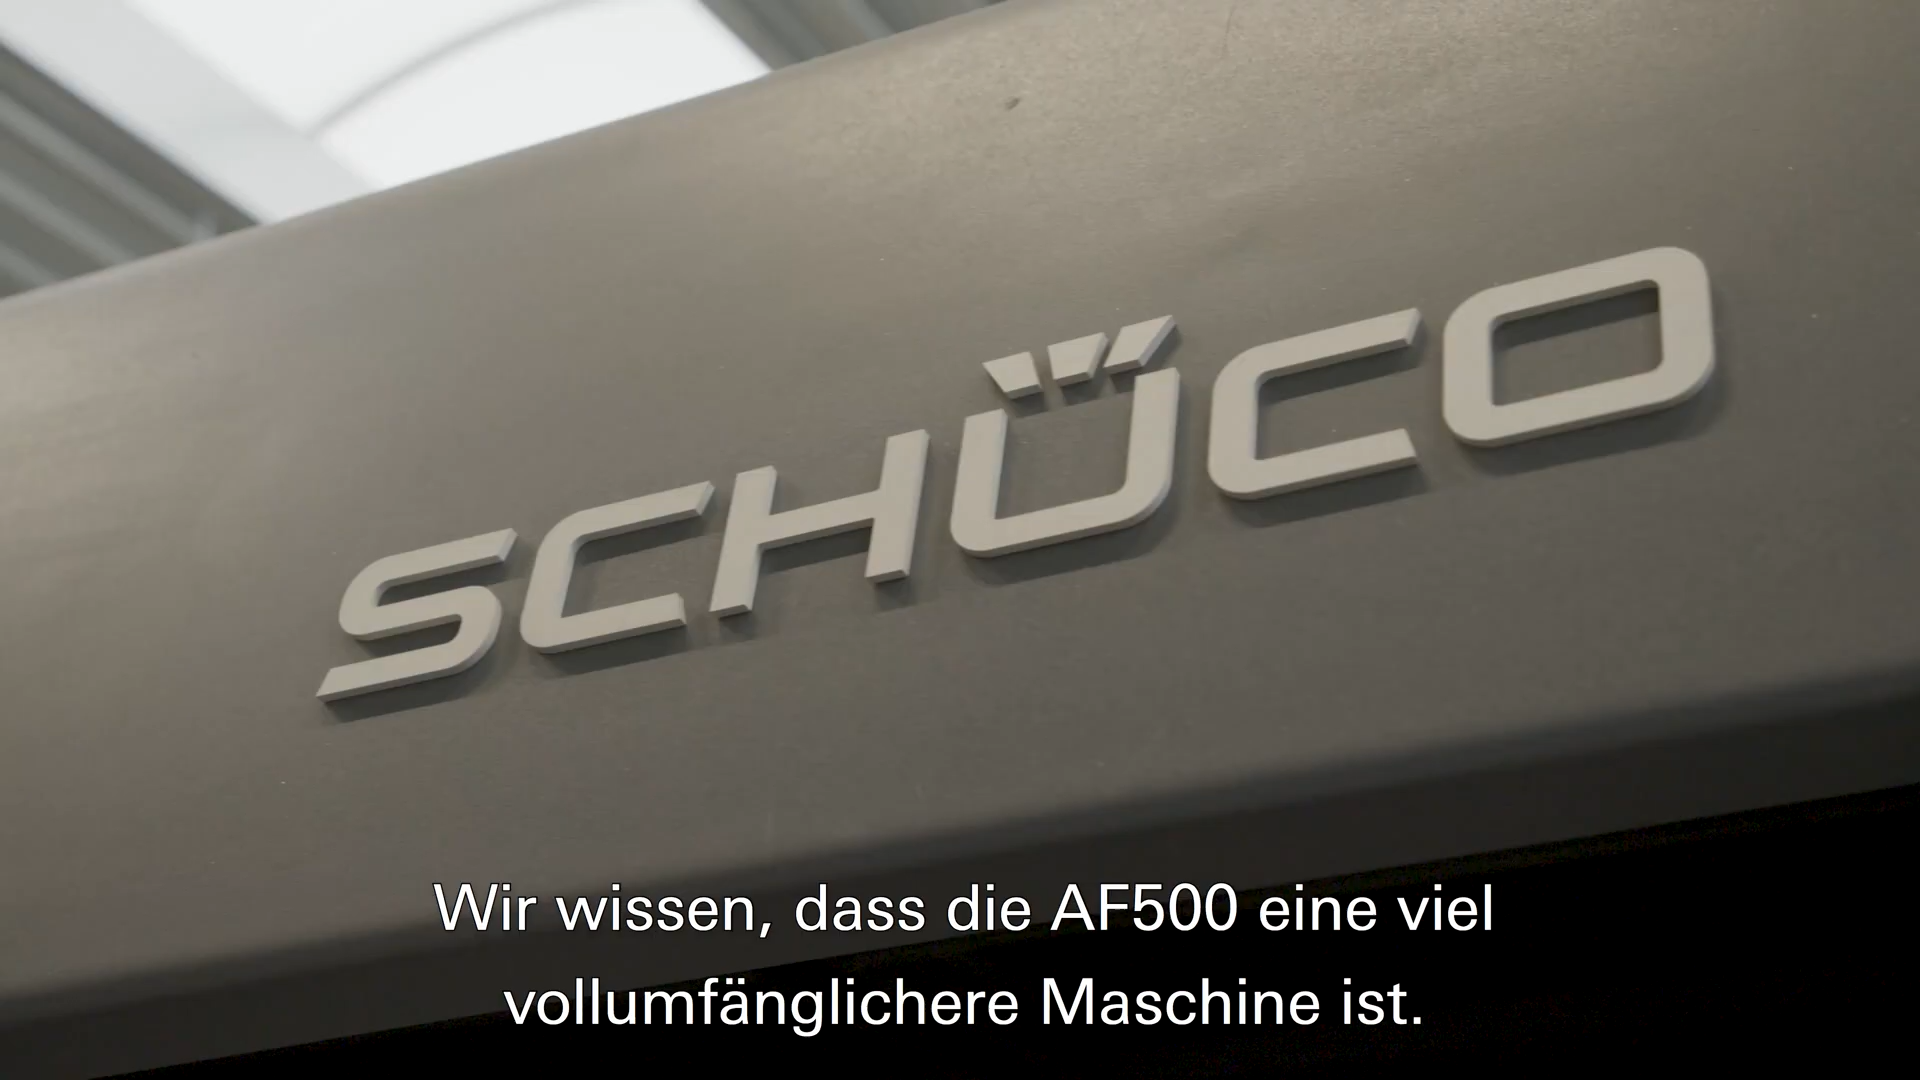 SCHÜCO
Wir wissen, dass die AF500 eine viel
vollumfänglichere Maschine ist.